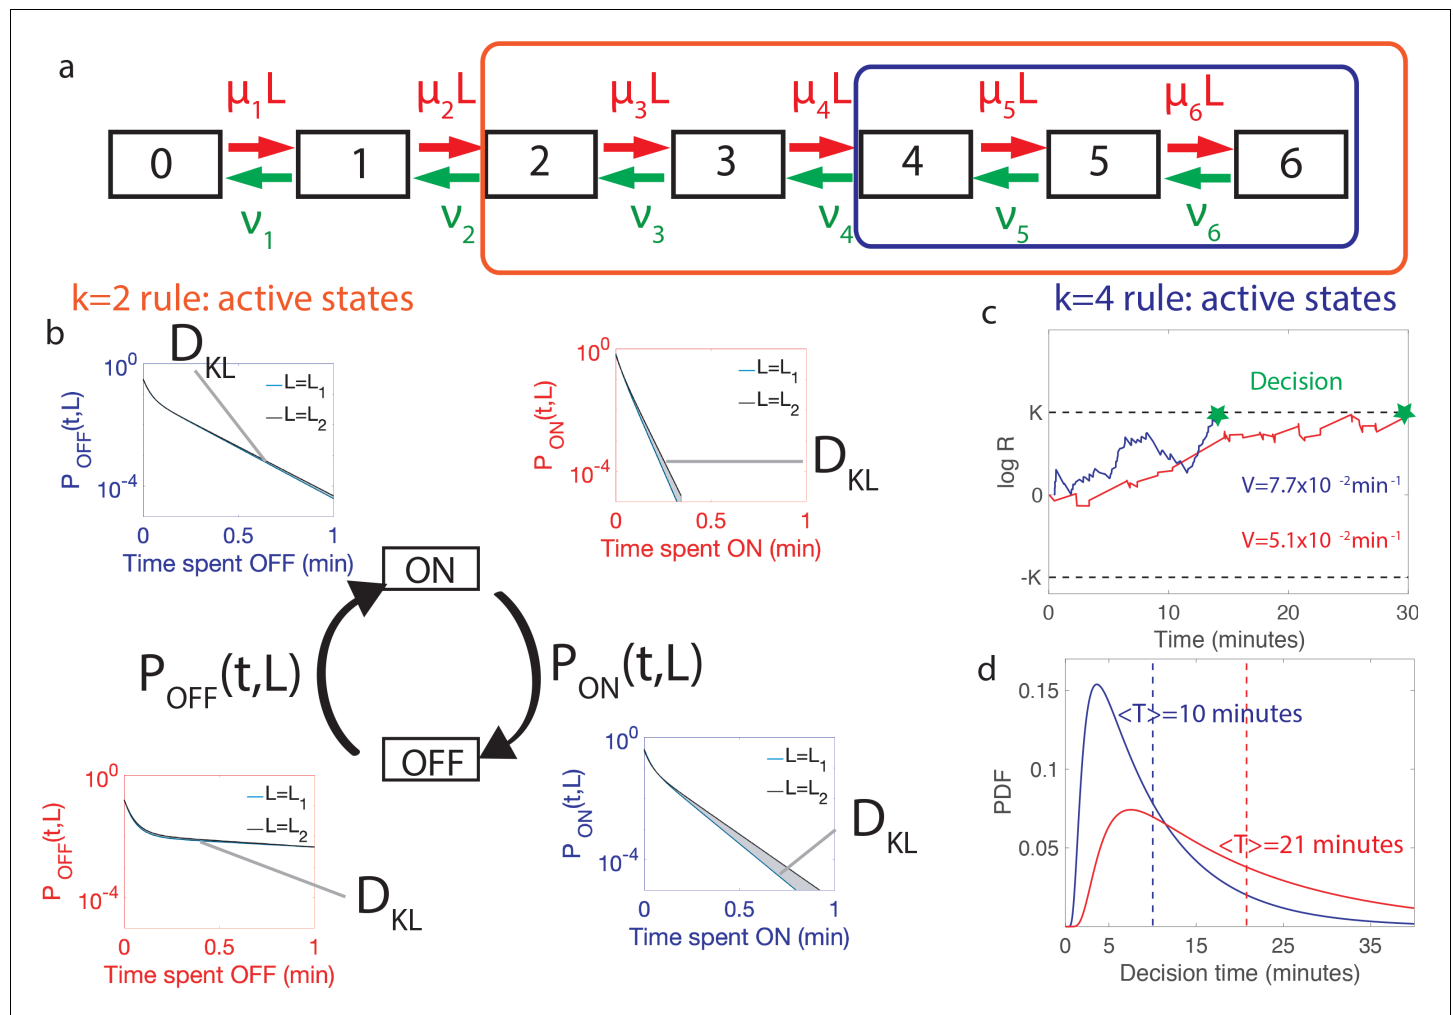 a
μ1L μ2L μ3L μ4L μ5L μ6L
0 1 2 3 4 5 6
ν1 ν2 ν3 ν4 ν5 ν6
k=2 rule: active states
k=4 rule: active states
b
DKL
10^0
10^-4
POFF(t,L)
L=L1
L=L2
0 0.5 1
Time spent OFF (min)
10^0
10^-4
PON(t,L)
L=L1
L=L2
DKL
0 0.5 1
Time spent ON (min)
ON
POFF(t,L)
PON(t,L)
OFF
10^0
10^-4
POFF(t,L)
L=L1
L=L2
DKL
0 0.5 1
Time spent OFF (min)
10^0
10^-4
PON(t,L)
L=L1
L=L2
DKL
0 0.5 1
Time spent ON (min)
c
Decision
K
0
-K
log R
V=7.7x10 -2min-1
V=5.1x10 -2min-1
0 10 20 30
Time (minutes)
d
0.15
0.1
0.05
PDF
<T>=10 minutes
<T>=21 minutes
0 5 15 25 35
Decision time (minutes)